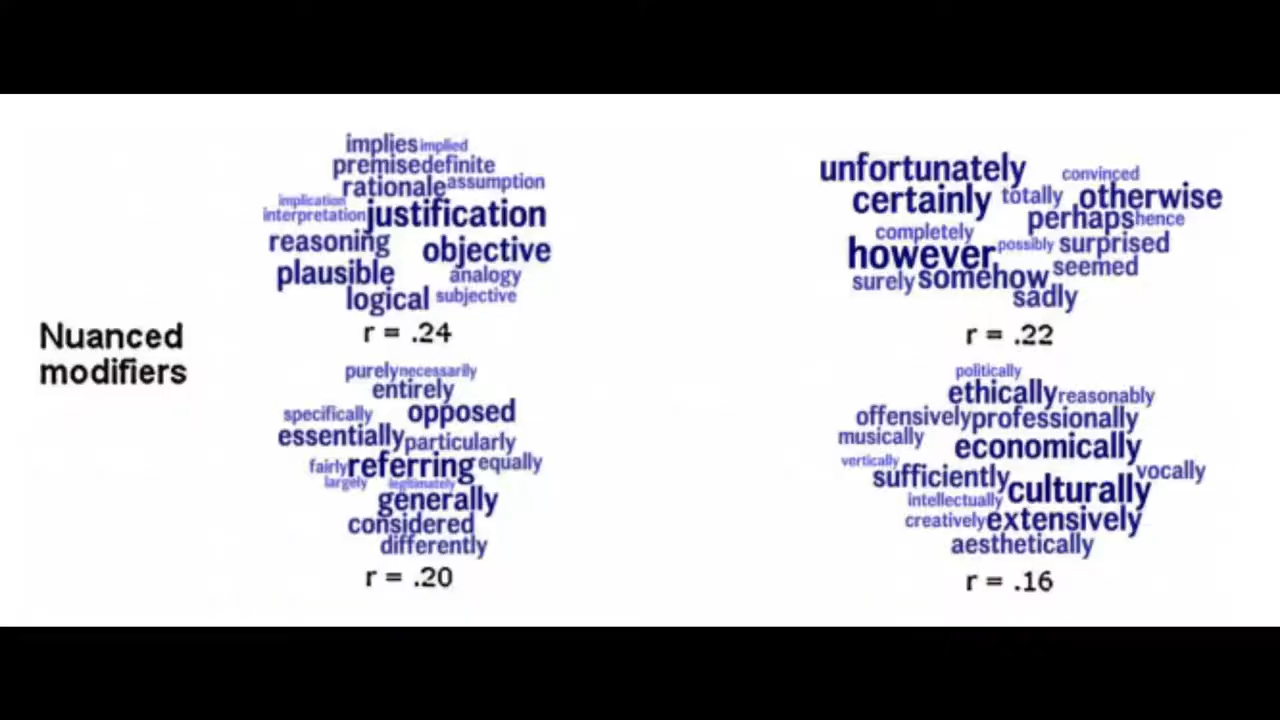 implies implied
premise definite
rationale assumption
implication
interpretation justification
reasoning objective
plausible analogy
logical subjective
r = .24
unfortunately convinced
certainly totally otherwise
perhaps hence
completely
however possibly surprised
surely somehow seemed
sadly
r = .22
Nuanced
modifiers
purely necessarily
entirely
specifically opposed
essentially particularly
fairly referring equally
largely legitimately
generally
considered
differently
r = .20
politically
ethically reasonably
offensively professionally
musically economically
vertically sufficiently vocally
intellectually culturally
creatively extensively
aesthetically
r = .16